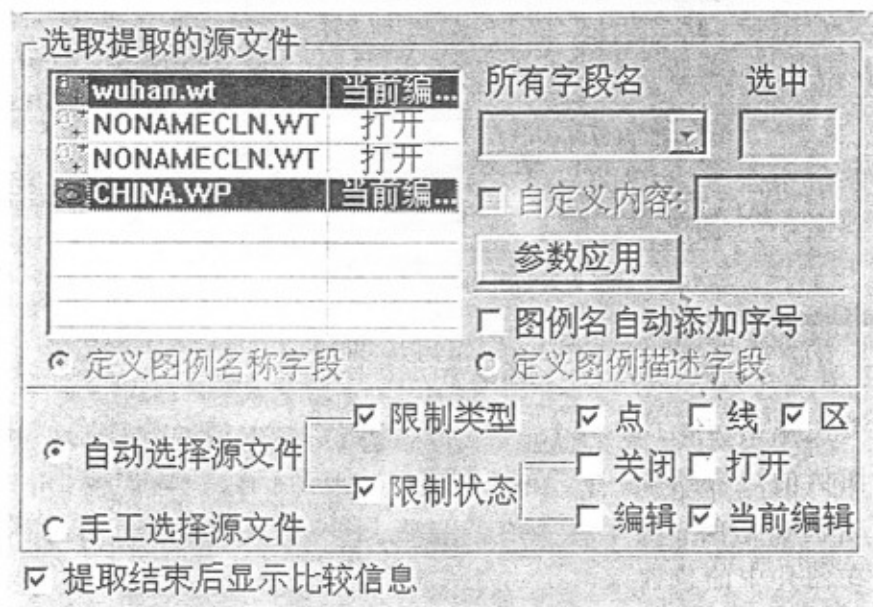 选取提取的源文件
wuhan.wt 当前编...
NONAMECLN.WT 打开
NONAMECLN.WT 打开
CHINA.WP 当前编...
所有字段名 选中
自定义内容:
参数应用
图例名自动添加序号
定义图例名称字段 定义图例描述字段
自动选择源文件 限制类型 点 线 区
限制状态 关闭 打开
编辑 当前编辑
手工选择源文件
提取结束后显示比较信息